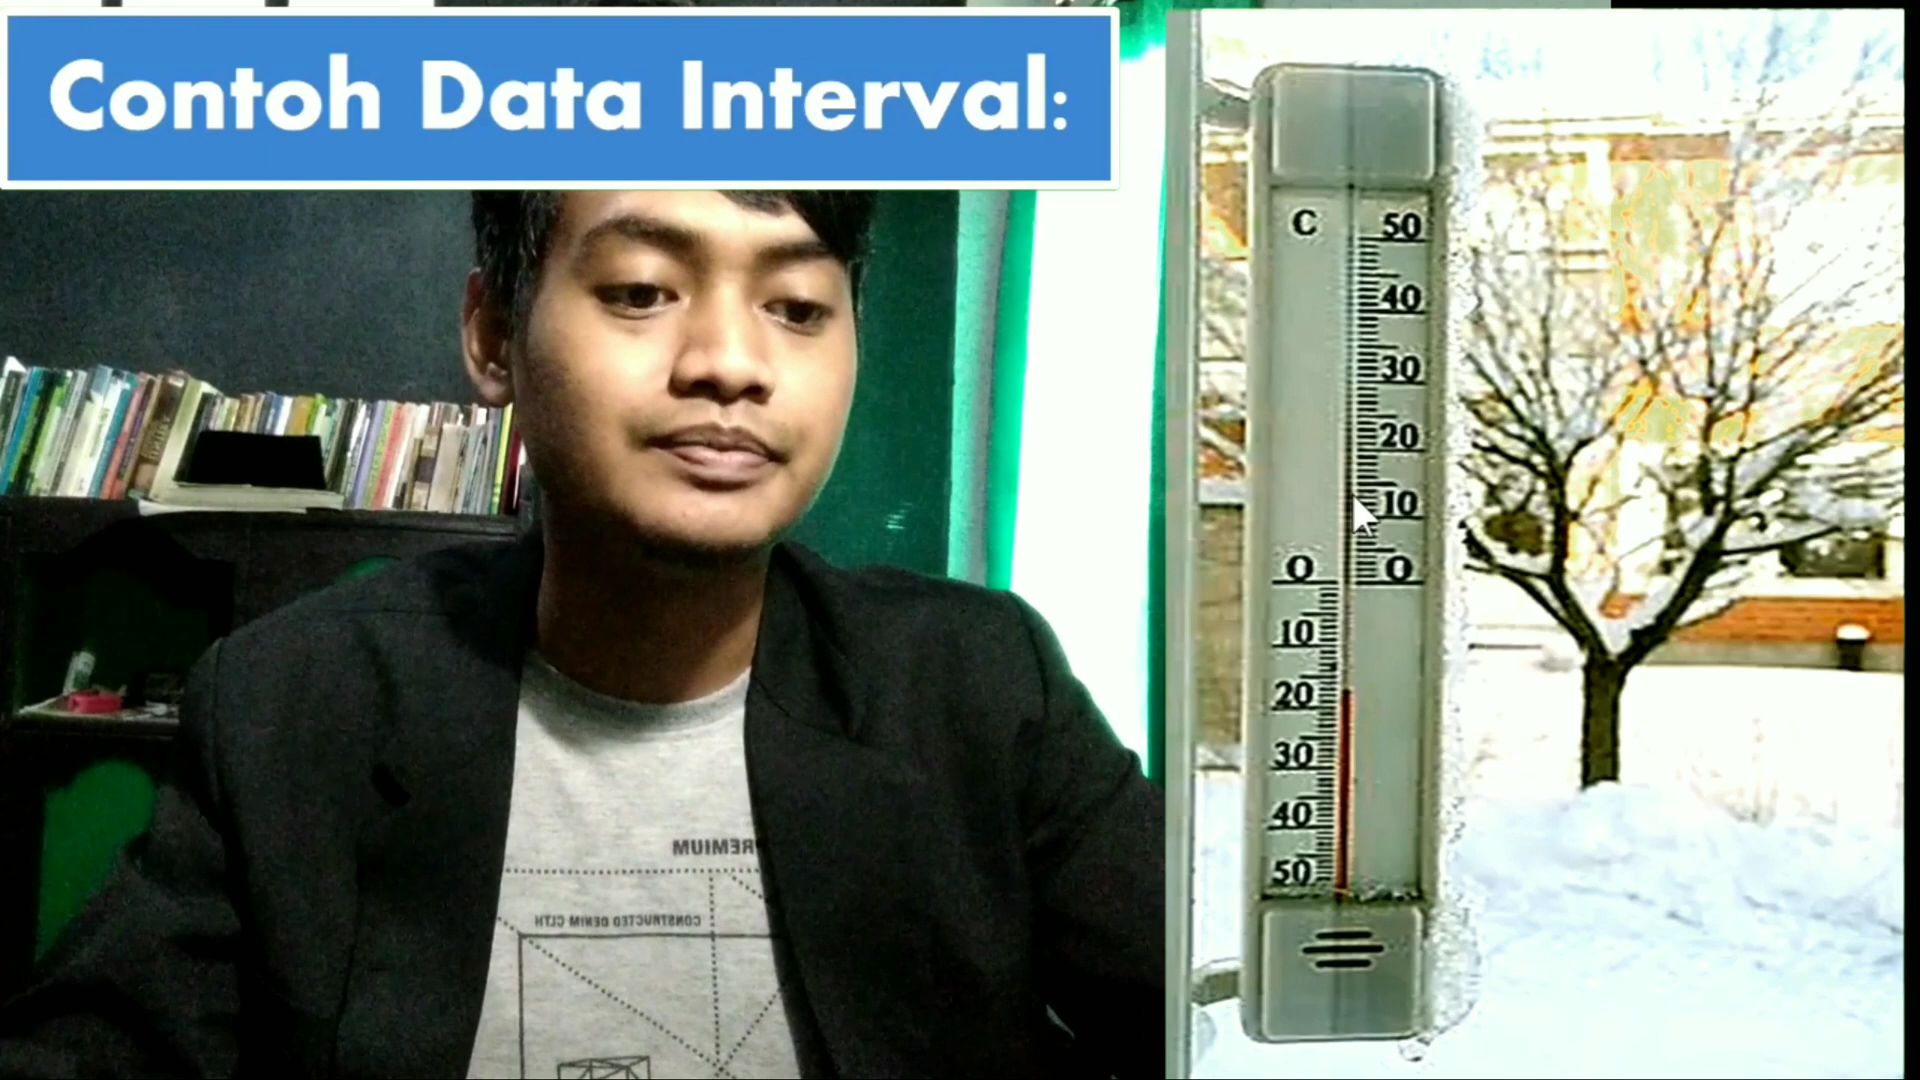 Contoh Data Interval:
C 50
40
30
20
10
0 0
10
20
30
40
50
PREMIUM
CONSTRUCTED DENIM CLTH